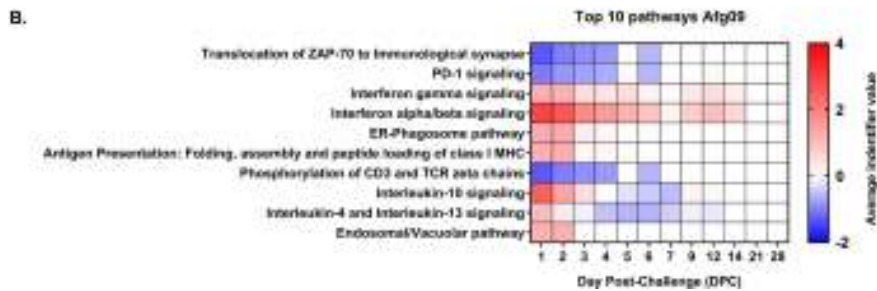 B.
Top 10 pathways Afg09
Translocation of ZAP-70 to Immunological synapse
PD-1 signaling
Interferon gamma signaling
Interferon alpha/beta signaling
ER-Phagosome pathway
Antigen Presentation: Folding, assembly and peptide loading of class I MHC
Phosphorylation of CD3 and TCR zeta chains
Interleukin-10 signaling
Interleukin-4 and Interleukin-13 signaling
Endosomal/Vacuolar pathway
1 2 3 4 5 6 7 9 12 14 21 28
Day Post-Challenge (DPC)
4
2
0
-2
Average indentifier value